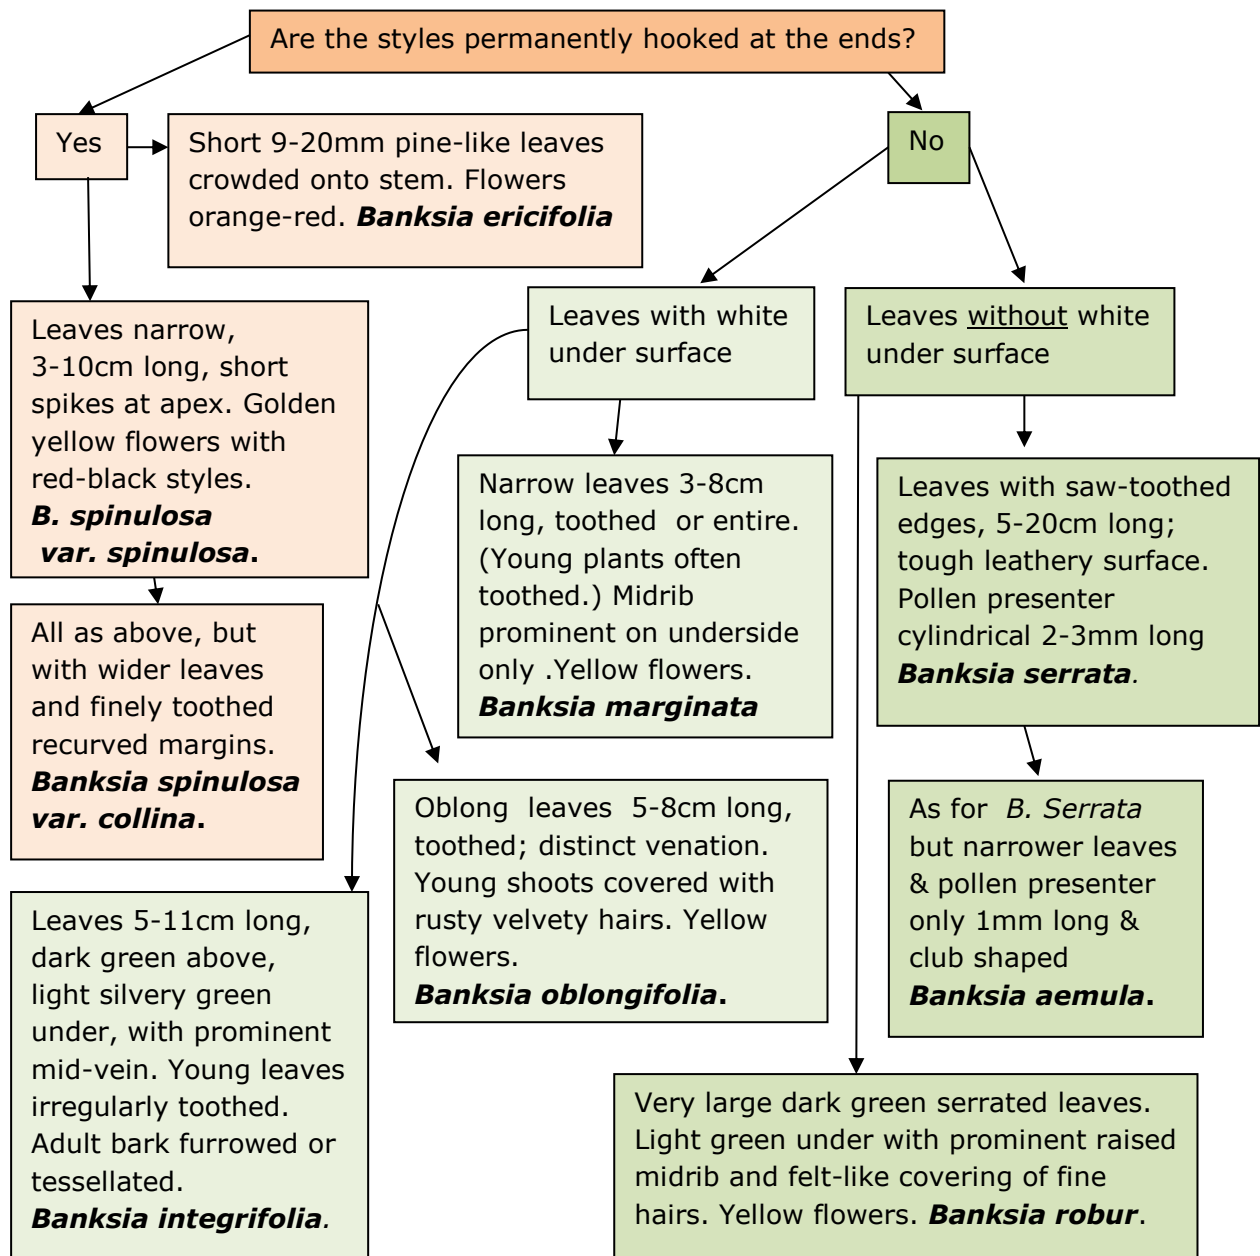 Are the styles permanently hooked at the ends?
Yes
Short 9-20mm pine-like leaves
crowded onto stem. Flowers
orange-red. Banksia ericifolia
No
Leaves narrow,
3-10cm long, short
spikes at apex. Golden
yellow flowers with
red-black styles.
B. spinulosa
var. spinulosa.
All as above, but
with wider leaves
and finely toothed
recurved margins.
Banksia spinulosa
var. collina.
Leaves with white
under surface
Leaves without white
under surface
Narrow leaves 3-8cm
long, toothed or entire.
(Young plants often
toothed.) Midrib
prominent on underside
only .Yellow flowers.
Banksia marginata
Leaves with saw-toothed
edges, 5-20cm long;
tough leathery surface.
Pollen presenter
cylindrical 2-3mm long
Banksia serrata.
Oblong leaves 5-8cm long,
toothed; distinct venation.
Young shoots covered with
rusty velvety hairs. Yellow
flowers.
Banksia oblongifolia.
As for B. Serrata
but narrower leaves
& pollen presenter
only 1mm long &
club shaped
Banksia aemula.
Leaves 5-11cm long,
dark green above,
light silvery green
under, with prominent
mid-vein. Young leaves
irregularly toothed.
Adult bark furrowed or
tessellated.
Banksia integrifolia.
Very large dark green serrated leaves.
Light green under with prominent raised
midrib and felt-like covering of fine
hairs. Yellow flowers. Banksia robur.